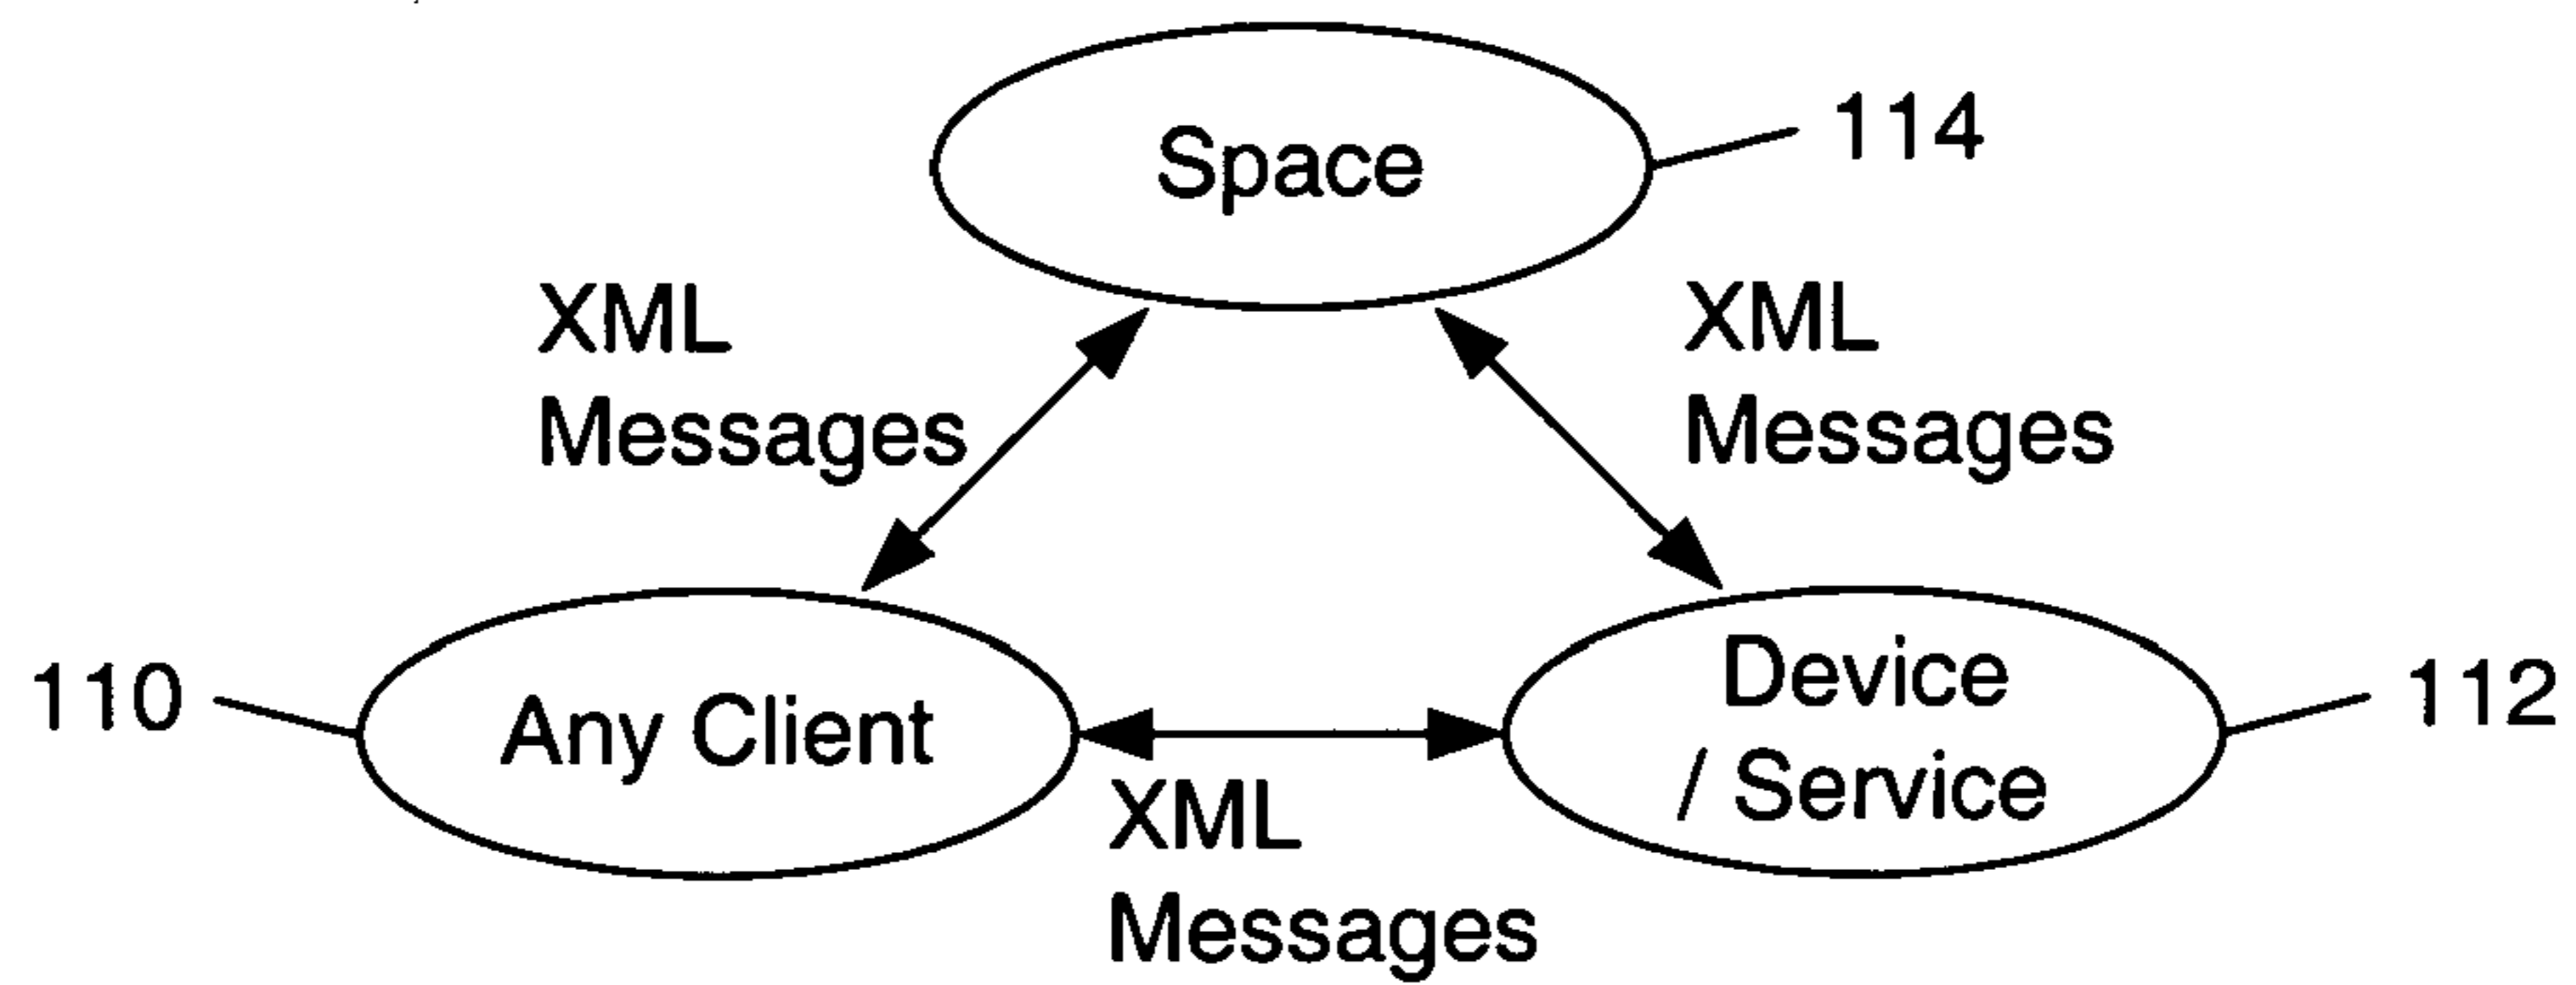 Space
114
XML
Messages
XML
Messages
110
Any Client
Device
/ Service
112
XML
Messages